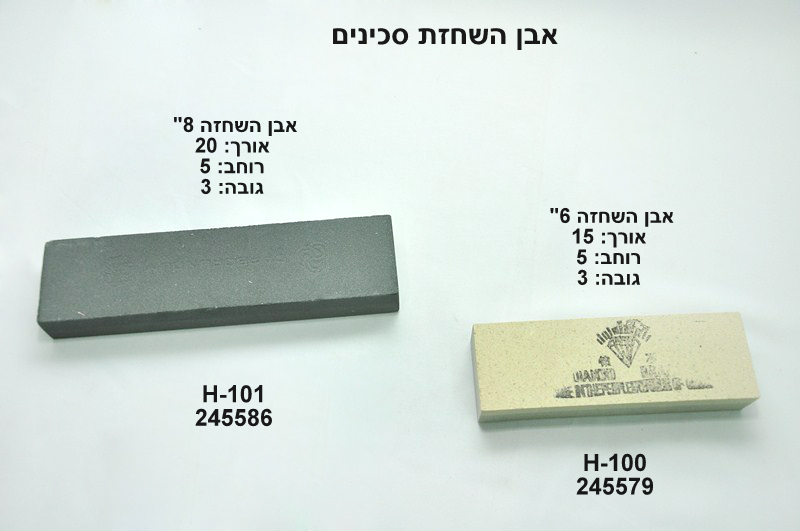 אבן השחזת סכינים
אבן השחזה 8"
אורך: 20
רוחב: 5
גובה: 3
H-101
245586
אבן השחזה 6"
אורך: 15
רוחב: 5
גובה: 3
DIAMOND
H-100
245579